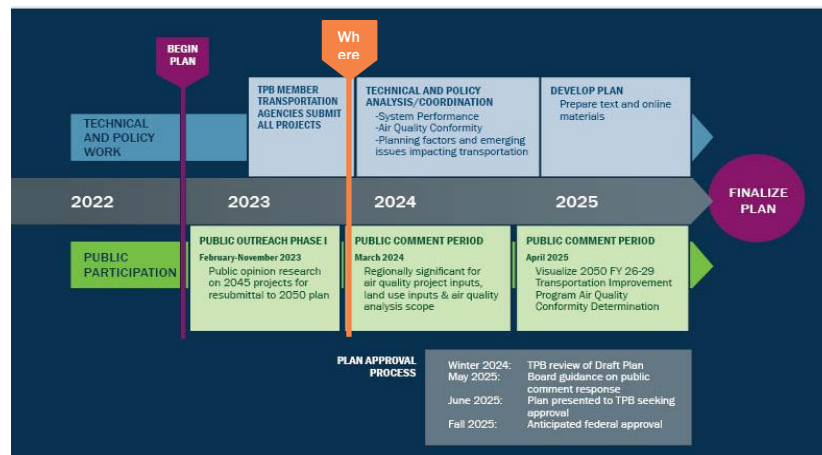 Wh
ere
BEGIN
PLAN
TPB MEMBER
TRANSPORTATION
AGENCIES SUBMIT
ALL PROJECTS
TECHNICAL AND POLICY
ANALYSIS/COORDINATION
-System Performance
-Air Quality Conformity
-Planning factors and emerging
issues impacting transportation
DEVELOP PLAN
Prepare text and online
materials
TECHNICAL
AND POLICY
WORK
2022
2023
2024
2025
FINALIZE
PLAN
PUBLIC
PARTICIPATION
PUBLIC OUTREACH PHASE I
February-November 2023
Public opinion research
on 2045 projects for
resubmittal to 2050 plan
PUBLIC COMMENT PERIOD
March 2024
Regionally significant for
air quality project inputs,
land use inputs & air quality
analysis scope
PUBLIC COMMENT PERIOD
April 2025
Visualize 2050 FY 26-29
Transportation Improvement
Program Air Quality
Conformity Determination
PLAN APPROVAL
PROCESS
Winter 2024: TPB review of Draft Plan
May 2025: Board guidance on public
comment response
June 2025: Plan presented to TPB seeking
approval
Fall 2025: Anticipated federal approval